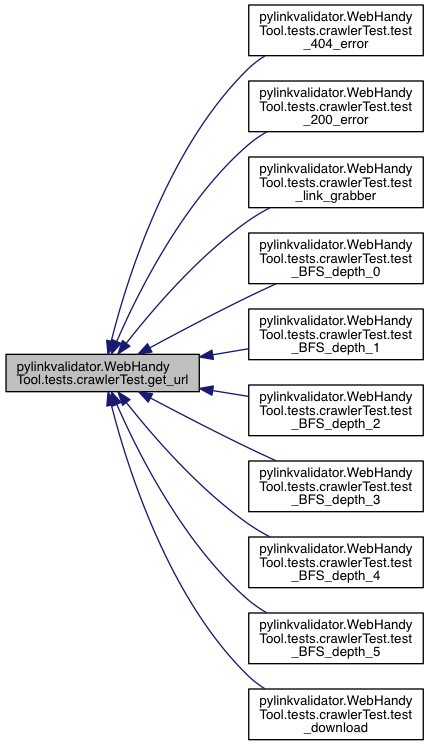 pylinkvalidator.WebHandy
Tool.tests.crawlerTest.test
_404_error
pylinkvalidator.WebHandy
Tool.tests.crawlerTest.test
_200_error
pylinkvalidator.WebHandy
Tool.tests.crawlerTest.test
_link_grabber
pylinkvalidator.WebHandy
Tool.tests.crawlerTest.test
_BFS_depth_0
pylinkvalidator.WebHandy
Tool.tests.crawlerTest.test
_BFS_depth_1
pylinkvalidator.WebHandy
Tool.tests.crawlerTest.get_url
pylinkvalidator.WebHandy
Tool.tests.crawlerTest.test
_BFS_depth_2
pylinkvalidator.WebHandy
Tool.tests.crawlerTest.test
_BFS_depth_3
pylinkvalidator.WebHandy
Tool.tests.crawlerTest.test
_BFS_depth_4
pylinkvalidator.WebHandy
Tool.tests.crawlerTest.test
_BFS_depth_5
pylinkvalidator.WebHandy
Tool.tests.crawlerTest.test
_download